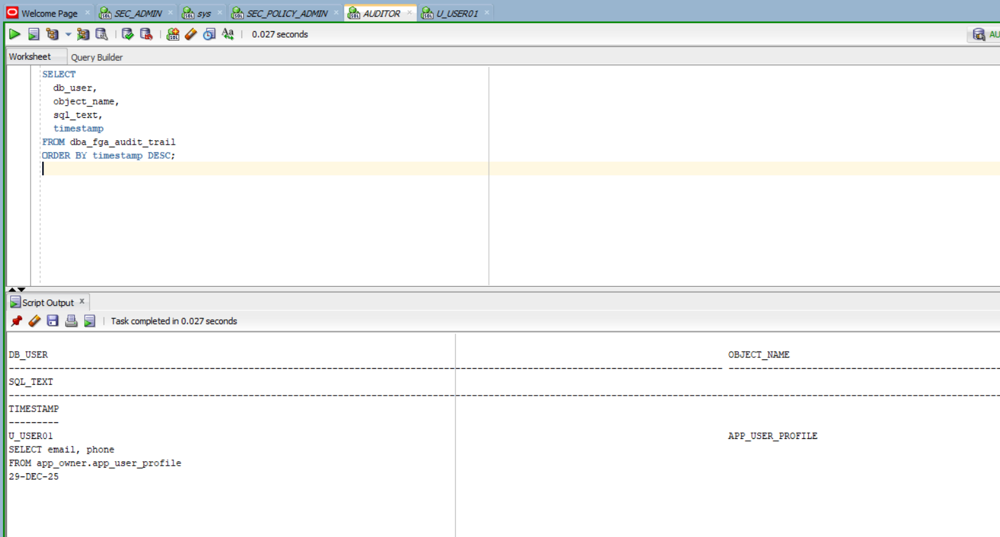 Welcome Page SEC_ADMIN sys SEC_POLICY_ADMIN AUDITOR U_USER01
0.027 seconds AU
Worksheet Query Builder
SELECT
db_user,
object_name,
sql_text,
timestamp
FROM dba_fga_audit_trail
ORDER BY timestamp DESC;
Script Output
Task completed in 0.027 seconds
DB_USER OBJECT_NAME
SQL_TEXT
TIMESTAMP
---------
U_USER01 APP_USER_PROFILE
SELECT email, phone
FROM app_owner.app_user_profile
29-DEC-25